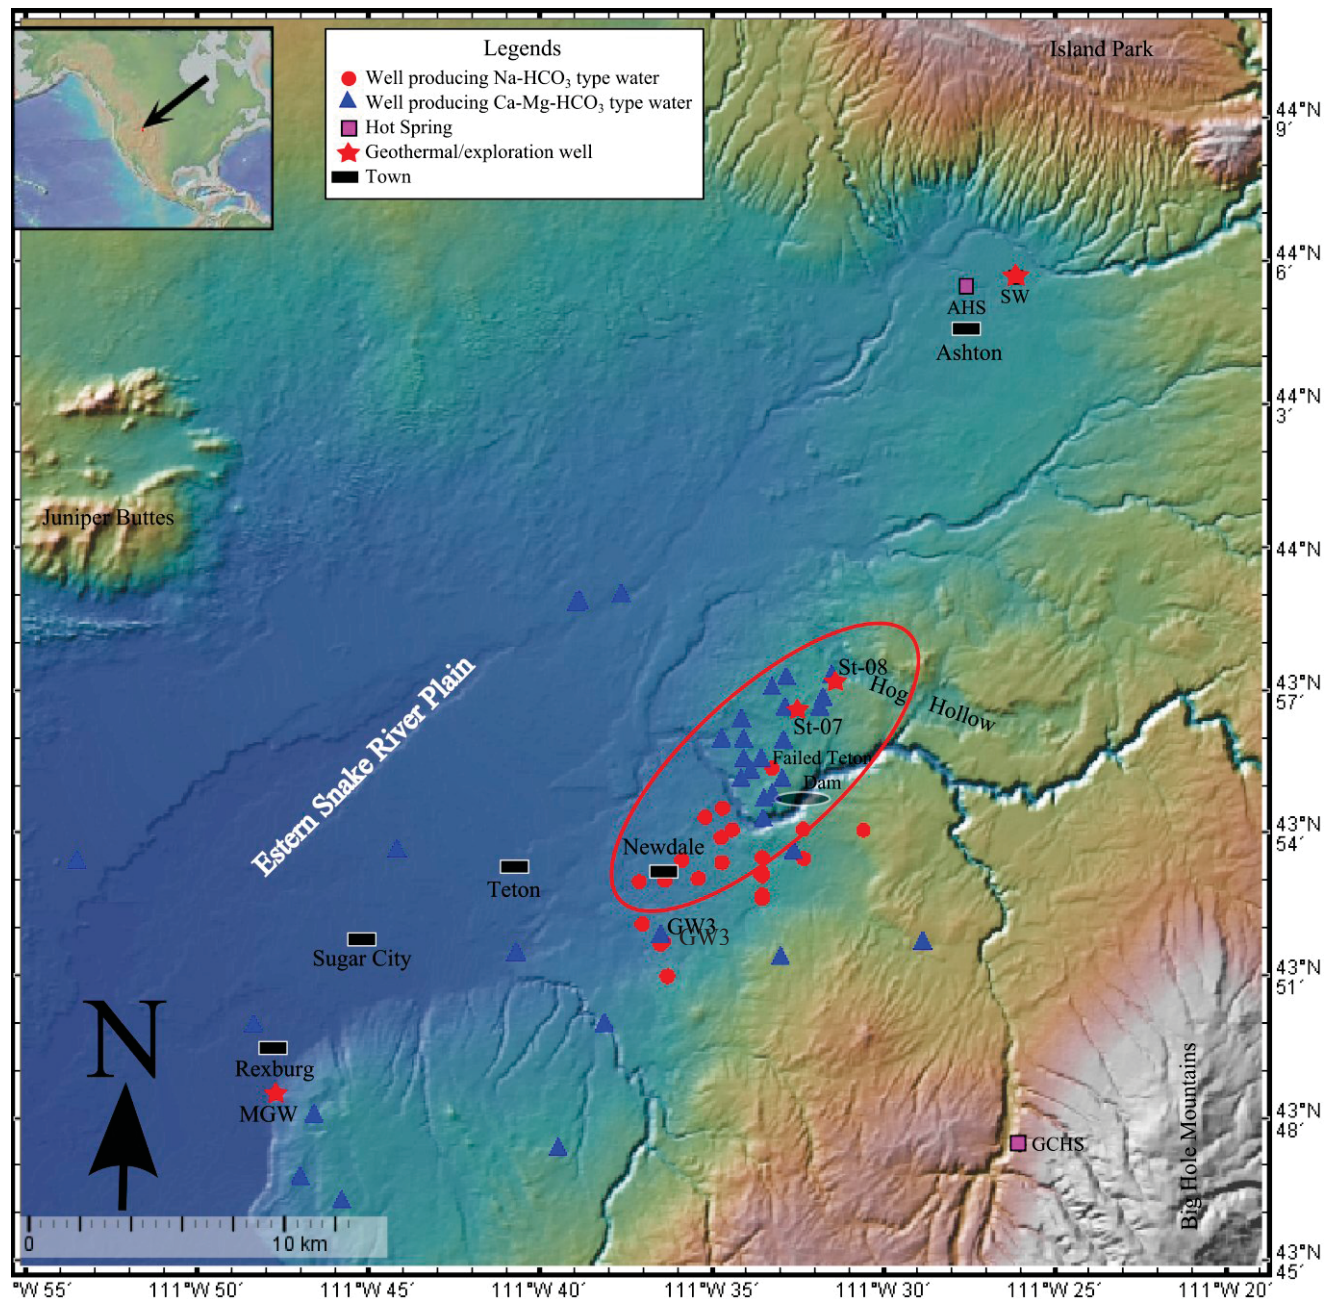 Legends
Well producing Na-HCO3 type water
Well producing Ca-Mg-HCO3 type water
Hot Spring
Geothermal/exploration well
Town
Island Park
44°N
9´
44°N
6´
AHS
SW
Ashton
44°N
3´
Juniper Buttes
44°N
Estern Snake River Plain
St-08
Hog Hollow
43°N
57´
St-07
Failed Teton
Dam
43°N
54´
Newdale
Teton
GW3
GW3
Sugar City
43°N
51´
N
Rexburg
MGW
43°N
48´
GCHS
Big Hole Mountains
0
10 km
43°N
45´
°W 55´
111°W 50´
111°W 45´
111°W 40´
111°W 35´
111°W 30´
111°W 25´
111°W 20´